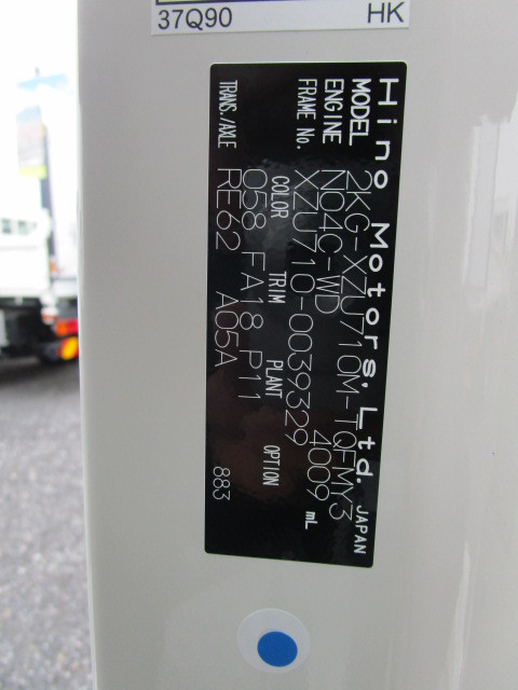 37Q90 HK
Hino Motors, Ltd. JAPAN
MODEL 2KG-XZU710M-TQFMY3
ENGINE N04C-WD 4009 mL
FRAME No. XZU710-0039329
COLOR TRIM PLANT OPTION
058 FA18 P11
TRANS./AXLE RE62 A05A 883